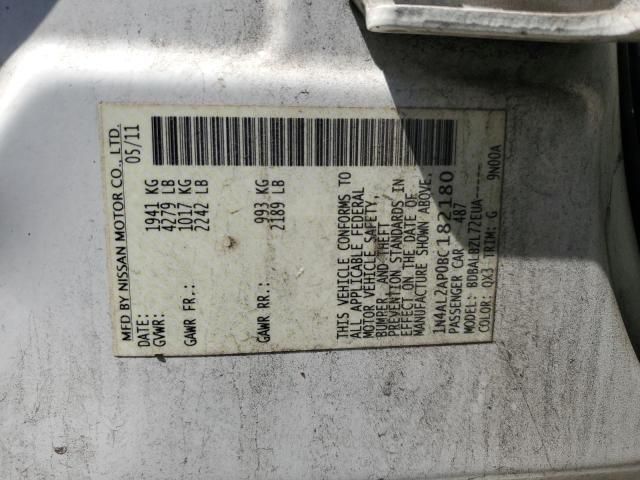 MFD BY NISSAN MOTOR CO., LTD.
DATE: 05/11
GVWR: 1941 KG
4279 LB
GAWR FR.: 1017 KG
2242 LB
GAWR RR.: 993 KG
2189 LB
THIS VEHICLE CONFORMS TO
ALL APPLICABLE FEDERAL
MOTOR VEHICLE SAFETY,
BUMPER, AND THEFT
PREVENTION STANDARDS IN
EFFECT ON THE DATE OF
MANUFACTURE SHOWN ABOVE.
1N4AL2AP0BC182180
PASSENGER CAR 487
MODEL: BDBALBZL72EUA------
COLOR: QX3 TRIM: G 9N00A